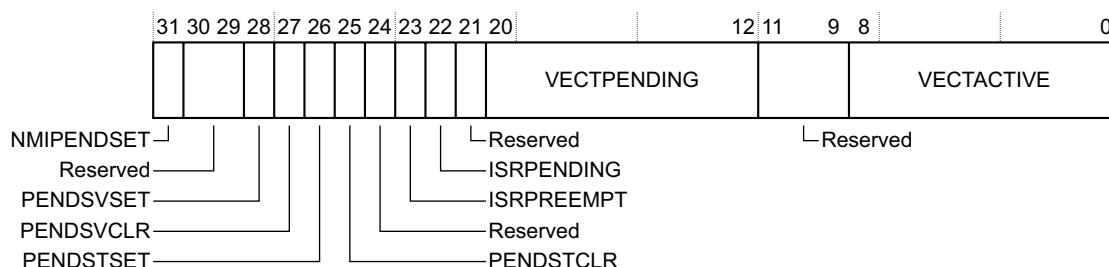 31 30 29 28 27 26 25 24 23 22 21 20 12 11 9 8 0
VECTPENDING VECTACTIVE
NMIPENDSET Reserved Reserved
Reserved ISRPENDING
PENDSVSET ISRPREEMPT
PENDSVCLR Reserved
PENDSTSET PENDSTCLR